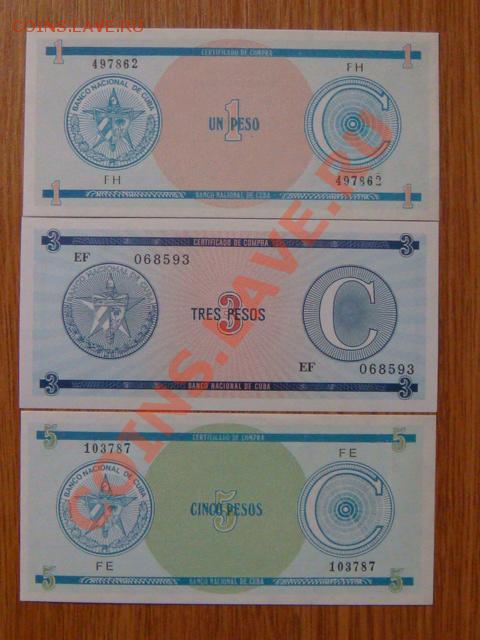 COINS.LAVE.RU
1 CERTIFICADO DE COMPRA 1
497862 FH
BANCO NACIONAL DE CUBA
UN PESO 1 C
FH 497862
1 BANCO NACIONAL DE CUBA 1
3 CERTIFICADO DE COMPRA 3
EF 068593
BANCO NACIONAL DE CUBA
TRES PESOS 3 C
EF 068593
3 BANCO NACIONAL DE CUBA 3
5 CERTIFICADO DE COMPRA 5
103787 FE
BANCO NACIONAL DE CUBA
CINCO PESOS 5 C
FE 103787
5 BANCO NACIONAL DE CUBA 5
COINS.LAVE.RU